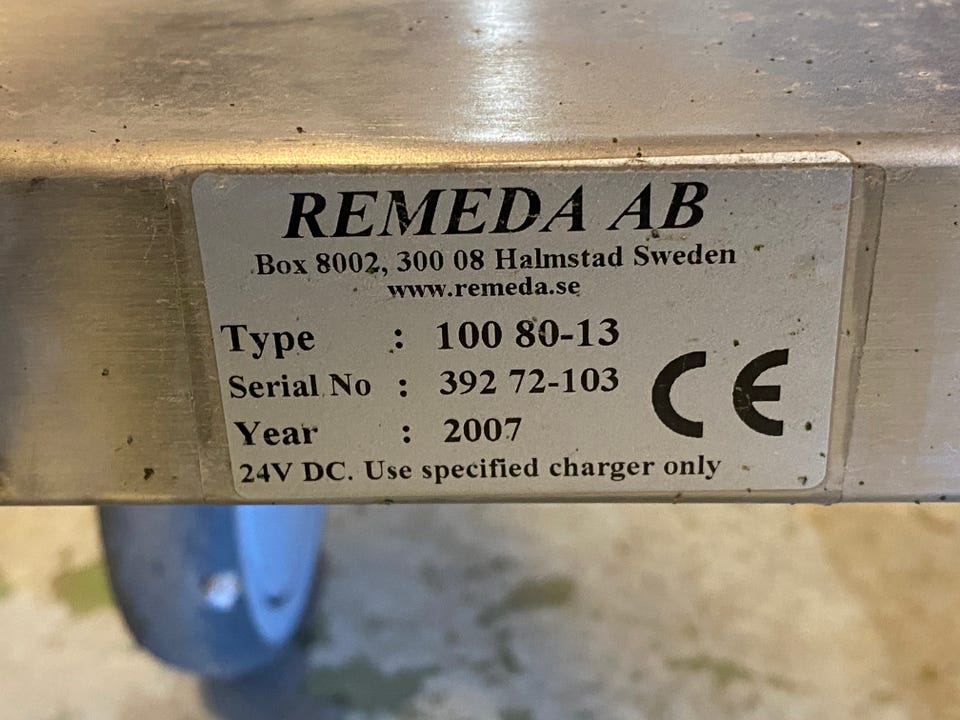 REMEDA AB
Box 8002, 300 08 Halmstad Sweden
www.remeda.se
Type : 100 80-13
Serial No : 392 72-103
Year : 2007
CE
24V DC. Use specified charger only